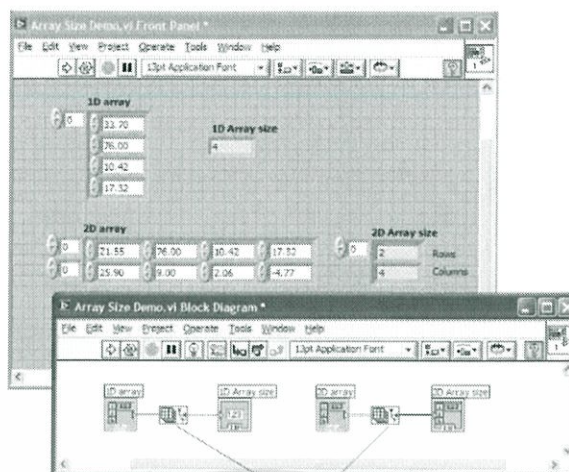 Array Size Demo.vi Front Panel *
File Edit View Project Operate Tools Window Help
13pt Application Font
1
1D array
0
33.70
76.00
10.42
17.32
1D Array size
4
2D array
0 21.55 76.00 10.42 17.32
0 25.90 9.00 2.06 -4.77
2D Array size
0 2 Rows
4 Columns
Array Size Demo.vi Block Diagram *
File Edit View Project Operate Tools Window Help
13pt Application Font
1D array 1D Array size 2D array 2D Array size